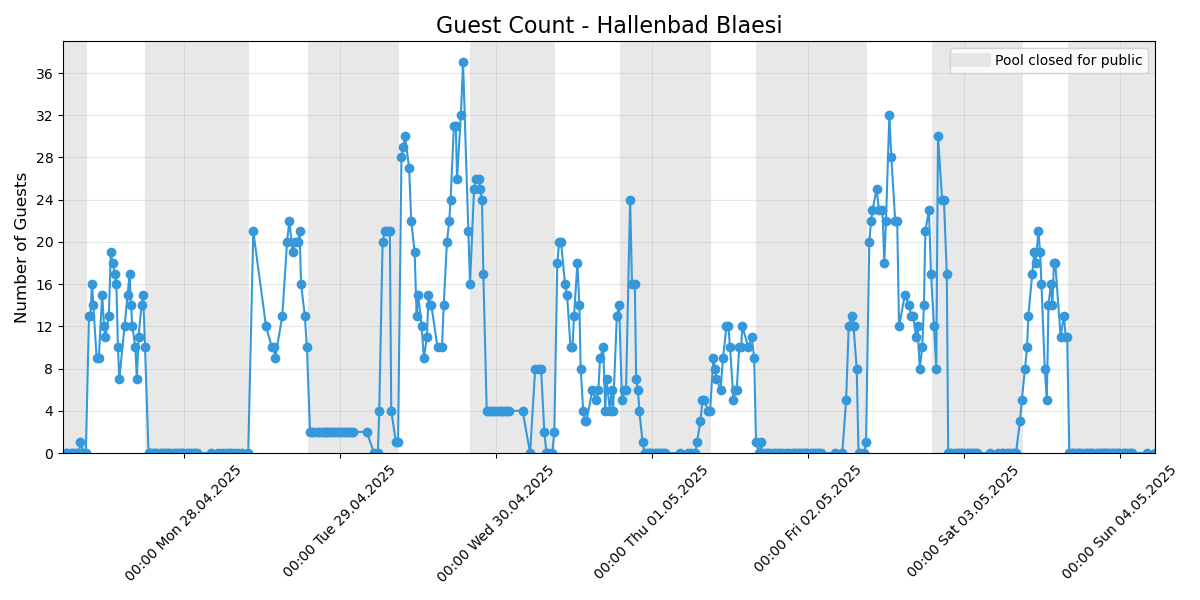 Guest Count - Hallenbad Blaesi
Pool closed for public
Number of Guests
36
32
28
24
20
16
12
8
4
0
00:00 Mon 28.04.2025
00:00 Tue 29.04.2025
00:00 Wed 30.04.2025
00:00 Thu 01.05.2025
00:00 Fri 02.05.2025
00:00 Sat 03.05.2025
00:00 Sun 04.05.2025